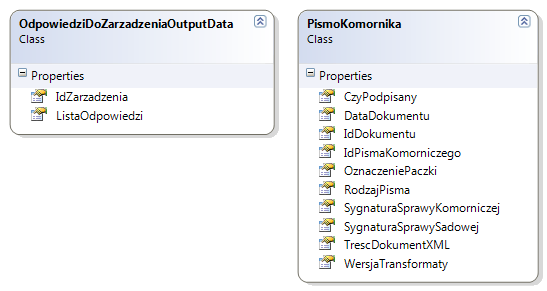 OdpowiedziDoZarzadzeniaOutputData
Class
Properties
IdZarzadzenia
ListaOdpowiedzi
PismoKomornika
Class
Properties
CzyPodpisany
DataDokumentu
IdDokumentu
IdPismaKomorniczego
OznaczeniePaczki
RodzajPisma
SygnaturaSprawyKomorniczej
SygnaturaSprawySadowej
TrescDokumentXML
WersjaTransformaty